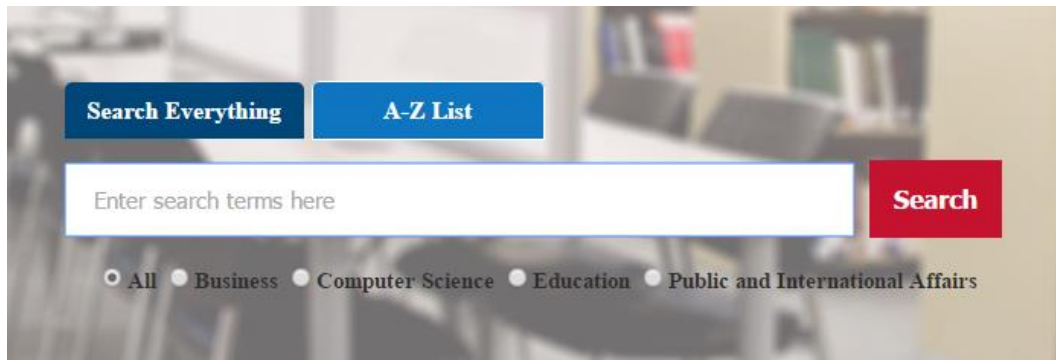 Search Everything A-Z List
Enter search terms here Search
All Business Computer Science Education Public and International Affairs